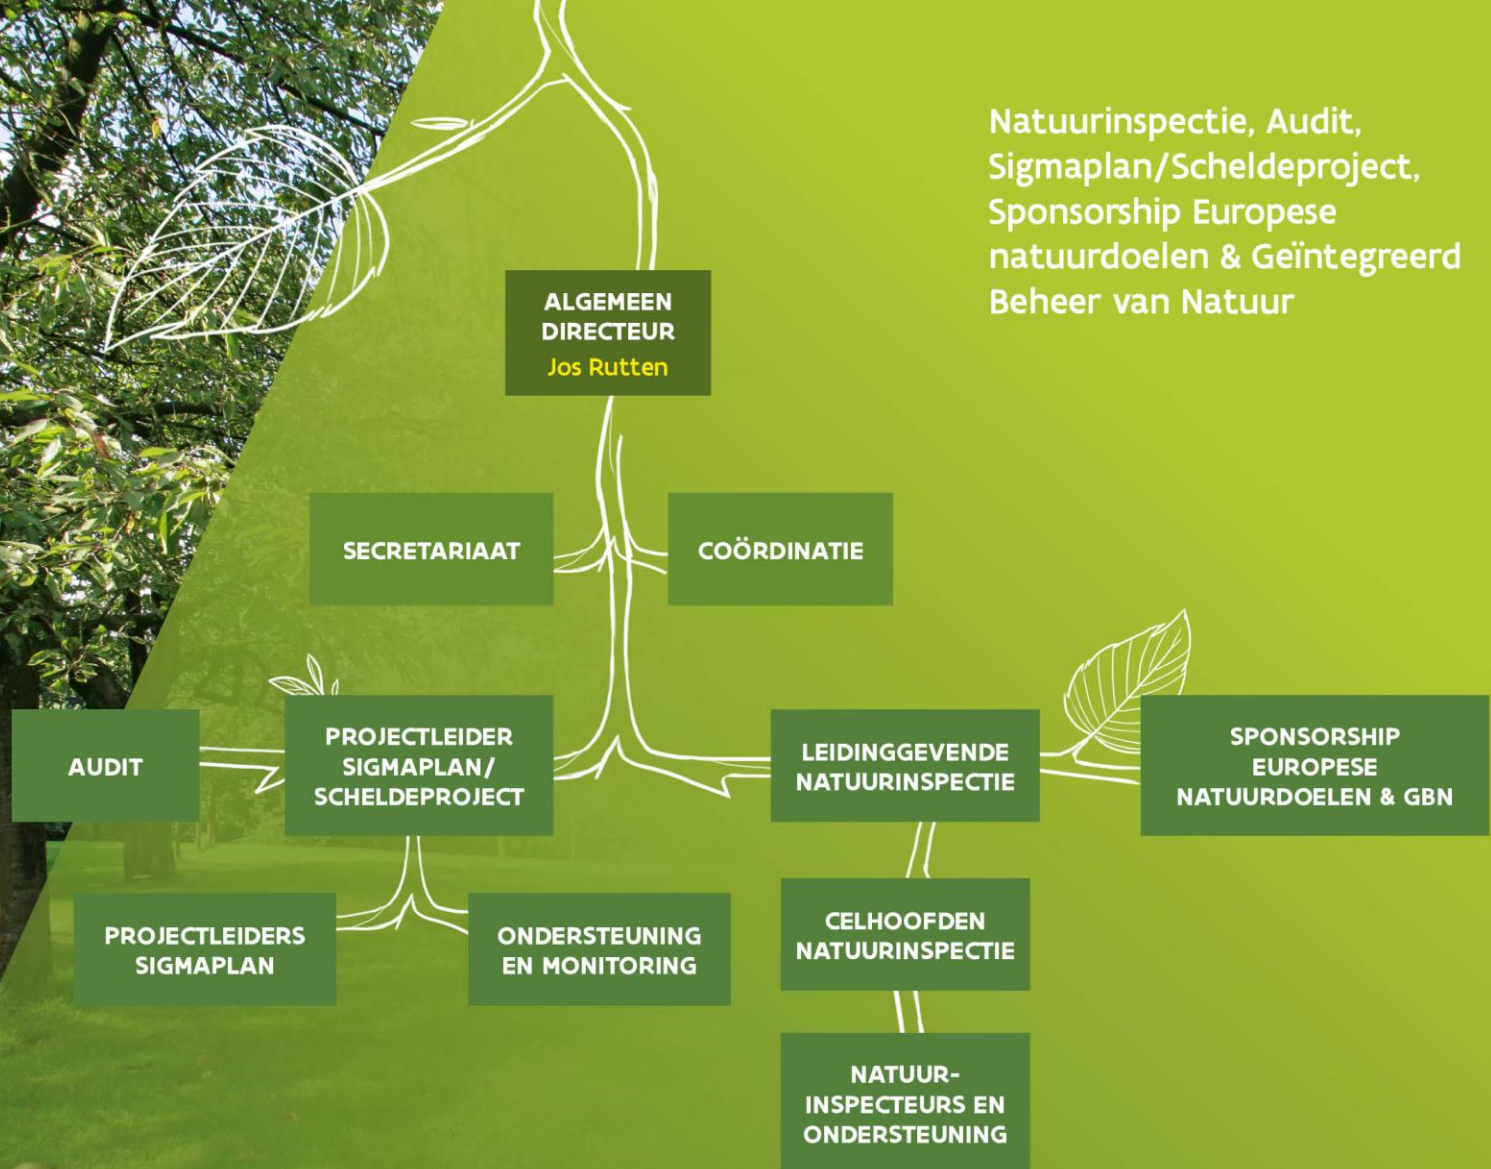 Natuurinspectie, Audit,
Sigmaplan/Scheldeproject,
Sponsorship Europese
natuurdoelen & Geïntegreerd
Beheer van Natuur
ALGEMEEN
DIRECTEUR
Jos Rutten
SECRETARIAAT
COÖRDINATIE
AUDIT
PROJECTLEIDER
SIGMAPLAN/
SCHELDEPROJECT
LEIDINGGEVENDE
NATUURINSPECTIE
SPONSORSHIP
EUROPESE
NATUURDOELEN & GBN
PROJECTLEIDERS
SIGMAPLAN
ONDERSTEUNING
EN MONITORING
CELHOOFDEN
NATUURINSPECTIE
NATUUR-
INSPECTEURS EN
ONDERSTEUNING